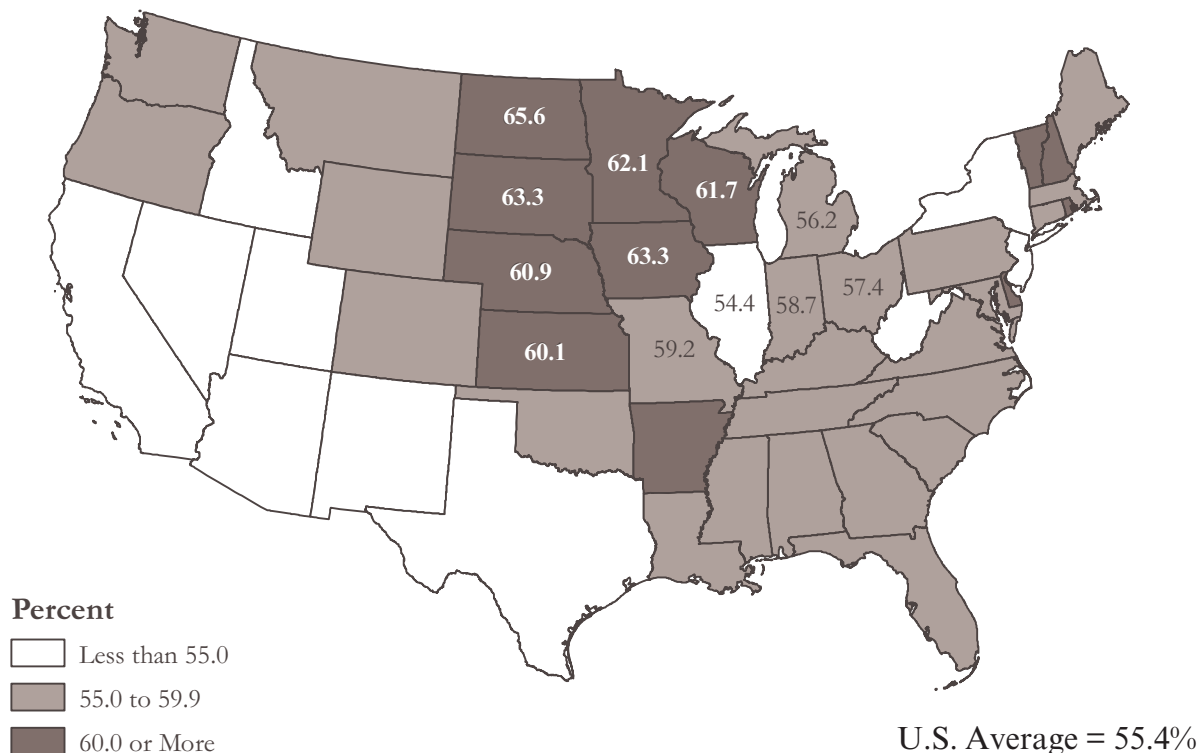 65.6
62.1
61.7
63.3
56.2
60.9
63.3
54.4
58.7
57.4
60.1
59.2
Percent
Less than 55.0
55.0 to 59.9
60.0 or More
U.S. Average = 55.4%